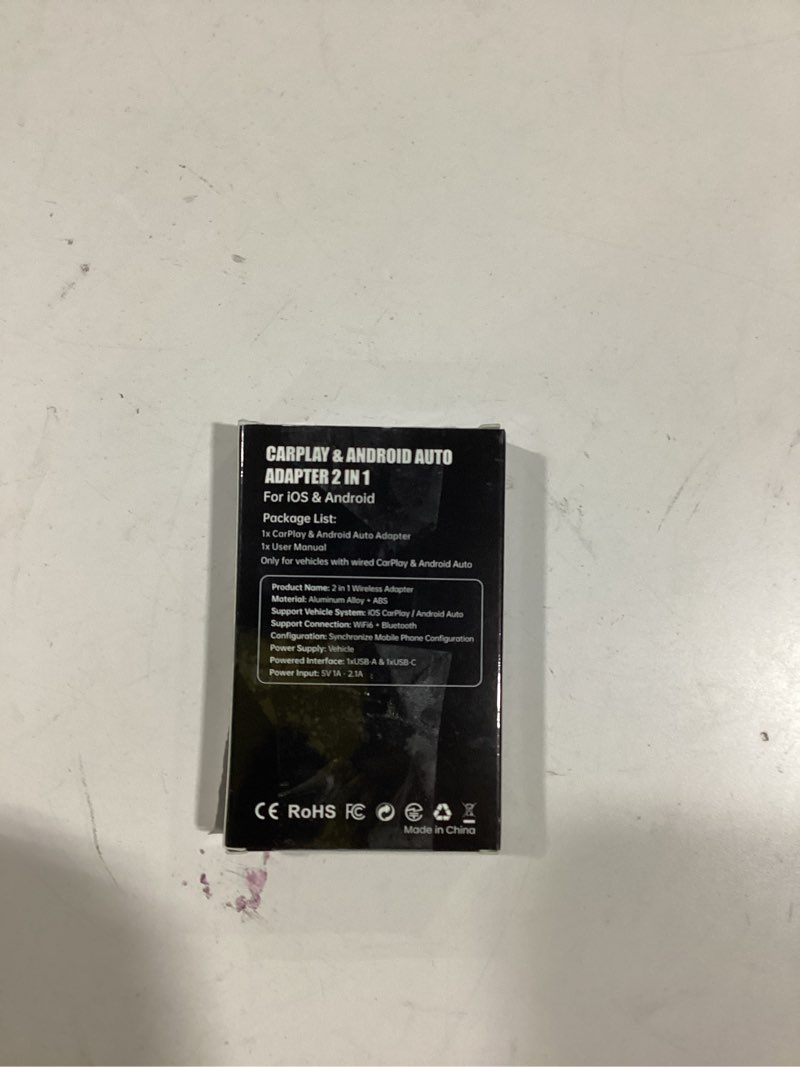 CARPLAY & ANDROID AUTO
ADAPTER 2 IN 1
For iOS & Android
Package List:
1x CarPlay & Android Auto Adapter
1x User Manual
Only for vehicles with wired CarPlay & Android Auto
Product Name: 2 in 1 Wireless Adapter
Material: Aluminum Alloy + ABS
Support Vehicle System: iOS CarPlay / Android Auto
Support Connection: WiFi6 + Bluetooth
Configuration: Synchronize Mobile Phone Configuration
Power Supply: Vehicle
Powered Interface: 1xUSB-A & 1xUSB-C
Power Input: 5V 1A - 2.1A
CE RoHS FC
Made in China